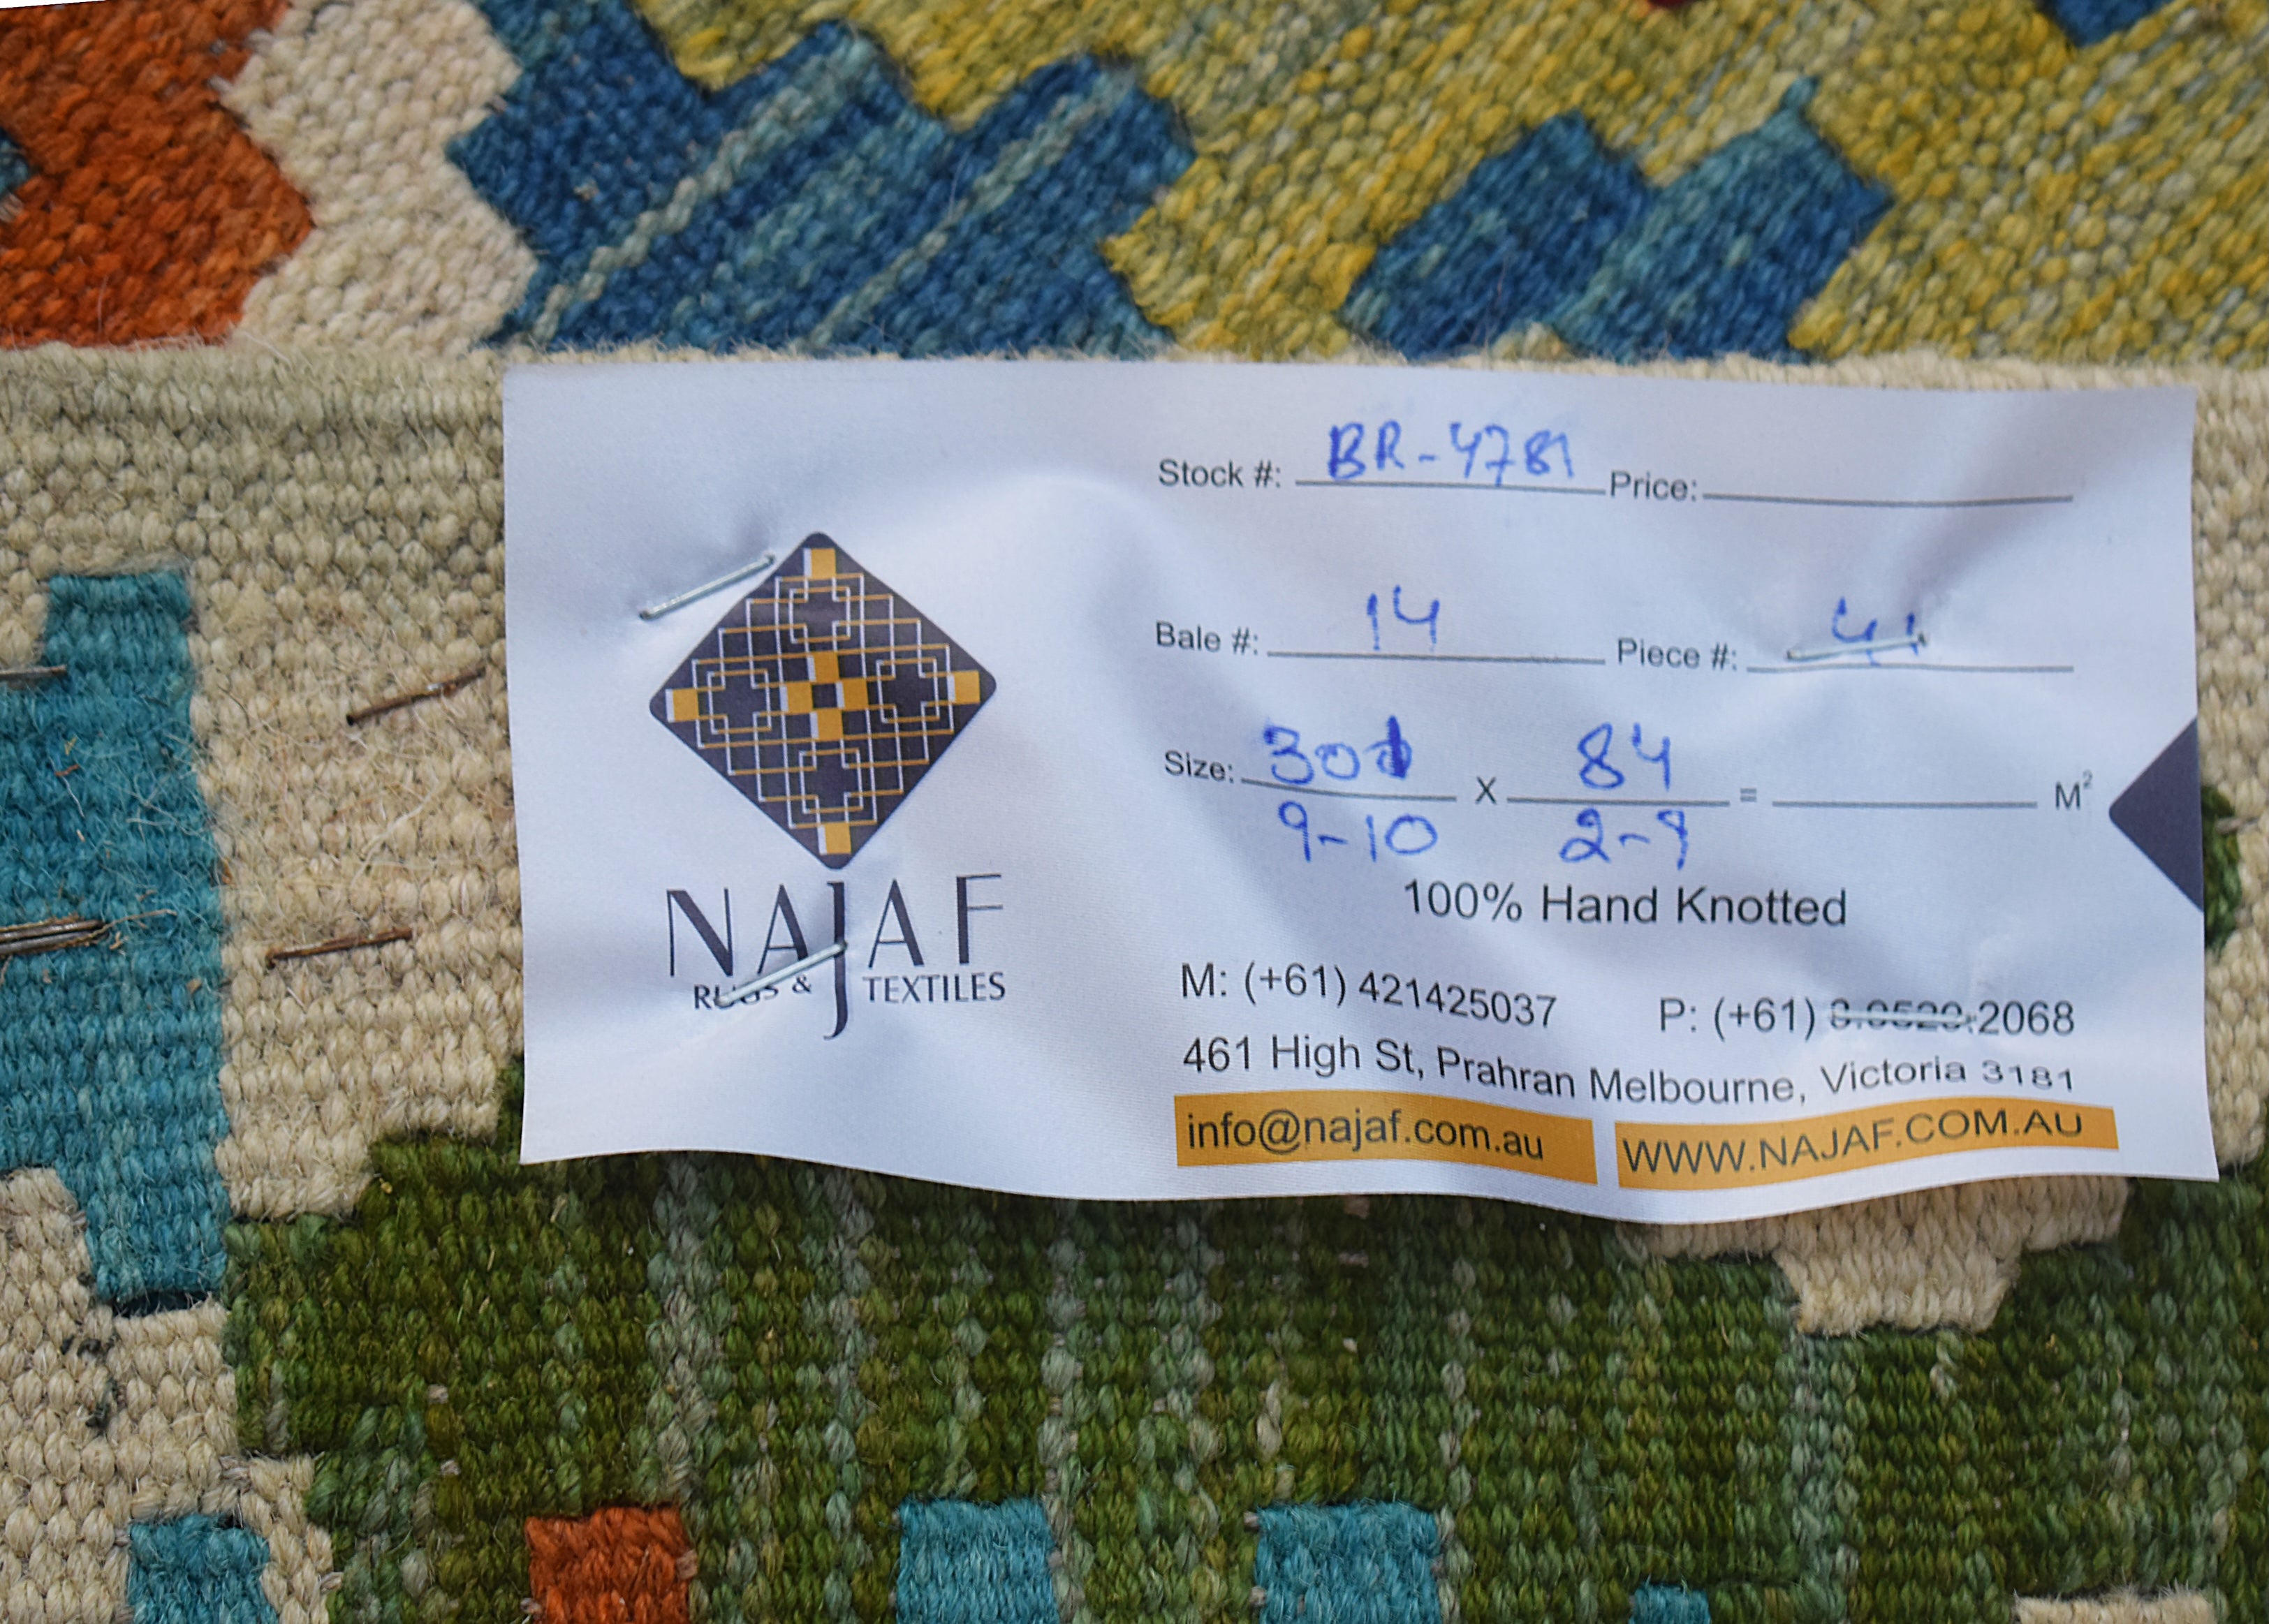 Stock #: BR-4781 Price:
Bale #: 14 Piece #: 41
Size: 301 X 84 = M²
9-10 2-9
100% Hand Knotted
NAJAF
RUGS & TEXTILES
M: (+61) 421425037 P: (+61) 2068
461 High St, Prahran Melbourne, Victoria 3181
info@najaf.com.au WWW.NAJAF.COM.AU